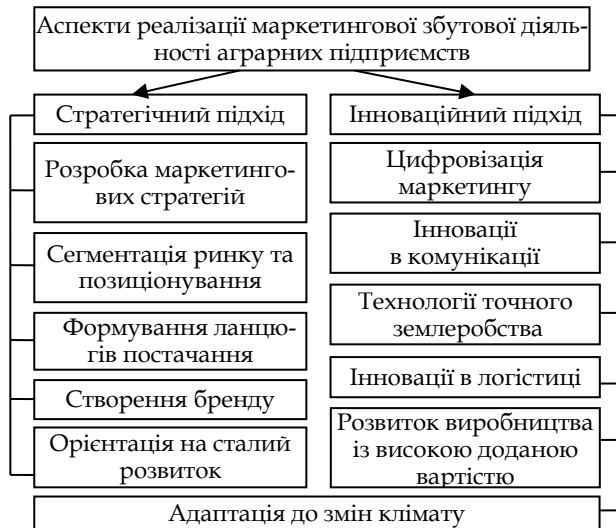 Аспекти реалізації маркетингової збутової діяль-
ності аграрних підприємств
Стратегічний підхід
Розробка маркетинго-
вих стратегій
Сегментація ринку та
позиціонування
Формування ланцю-
гів постачання
Створення бренду
Орієнтація на сталий
розвиток
Інноваційний підхід
Цифровізація
маркетингу
Інновації
в комунікації
Технології точного
землеробства
Інновації в логістиці
Розвиток виробництва
із високою доданою
вартістю
Адаптація до змін клімату